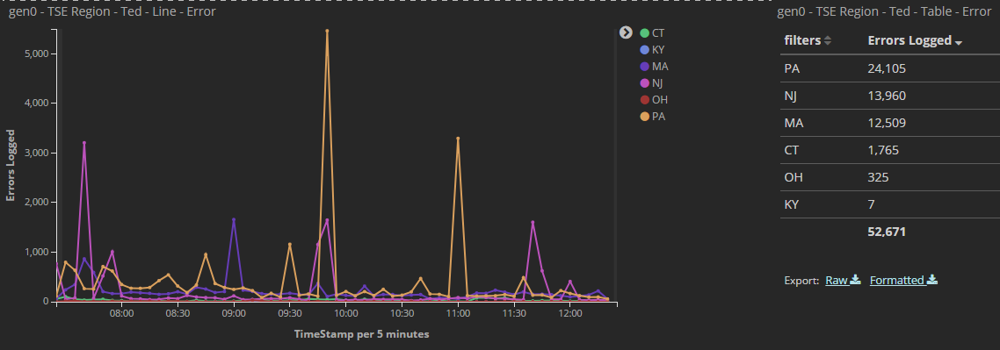 gen0 - TSE Region - Ted - Line - Error
5,000
4,000
3,000
2,000
1,000
0
Errors Logged
08:00 08:30 09:00 09:30 10:00 10:30 11:00 11:30 12:00
TimeStamp per 5 minutes
CT
KY
MA
NJ
OH
PA
gen0 - TSE Region - Ted - Table - Error
filters Errors Logged
PA 24,105
NJ 13,960
MA 12,509
CT 1,765
OH 325
KY 7
52,671
Export: Raw Formatted